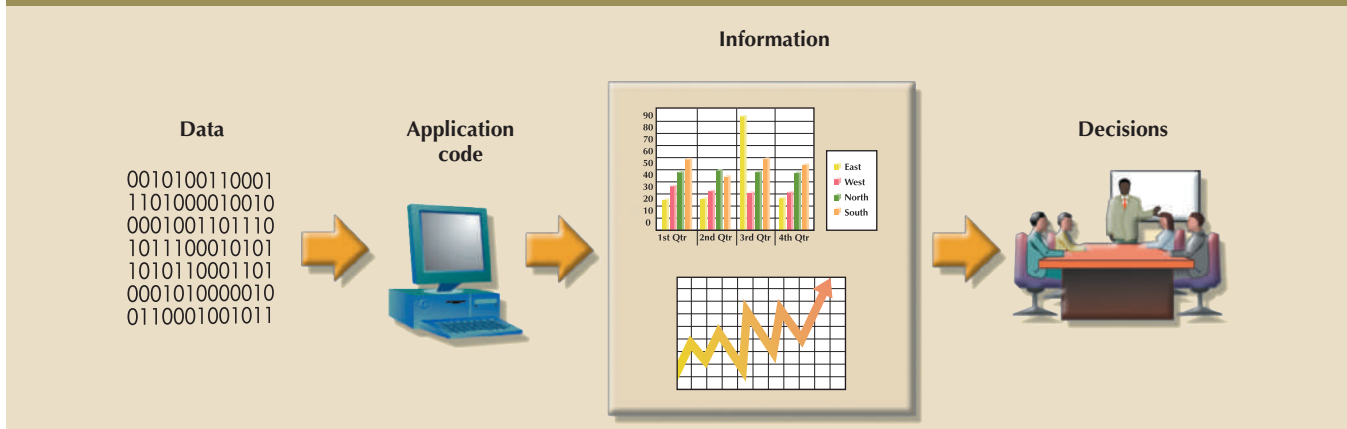 Information
Data
Application
code
Decisions
0010100110001
1101000010010
0001001101110
1011100010101
1010110001101
0001010000010
0110001001011
90
80
70
60
50
40
30
20
10
0
1st Qtr 2nd Qtr 3rd Qtr 4th Qtr
East
West
North
South